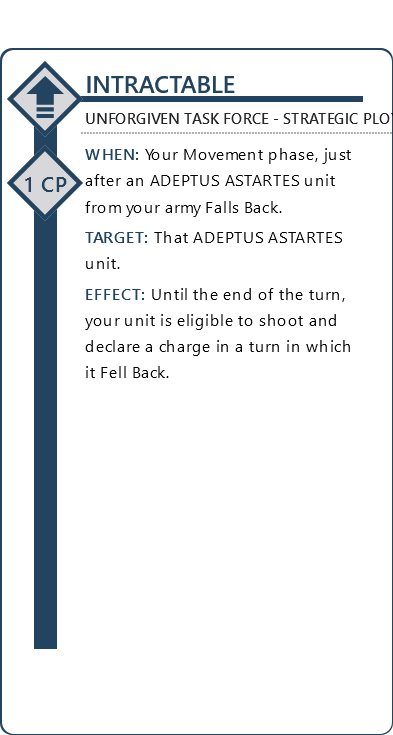 INTRACTABLE
UNFORGIVEN TASK FORCE - STRATEGIC PLO
1 CP
WHEN: Your Movement phase, just
after an ADEPTUS ASTARTES unit
from your army Falls Back.
TARGET: That ADEPTUS ASTARTES
unit.
EFFECT: Until the end of the turn,
your unit is eligible to shoot and
declare a charge in a turn in which
it Fell Back.